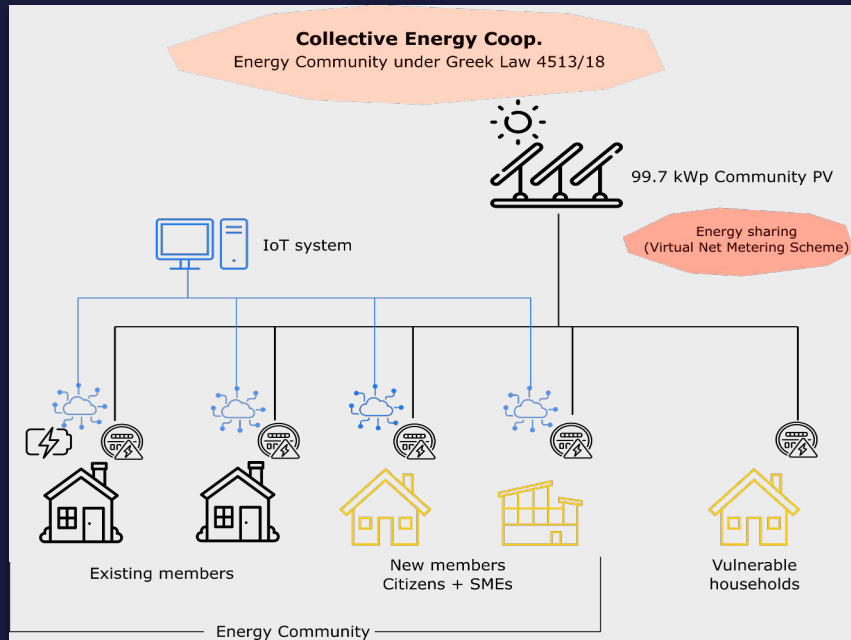 Collective Energy Coop.
Energy Community under Greek Law 4513/18
99.7 kWp Community PV
Energy sharing
(Virtual Net Metering Scheme)
IoT system
Existing members
New members
Citizens + SMEs
Vulnerable
households
Energy Community